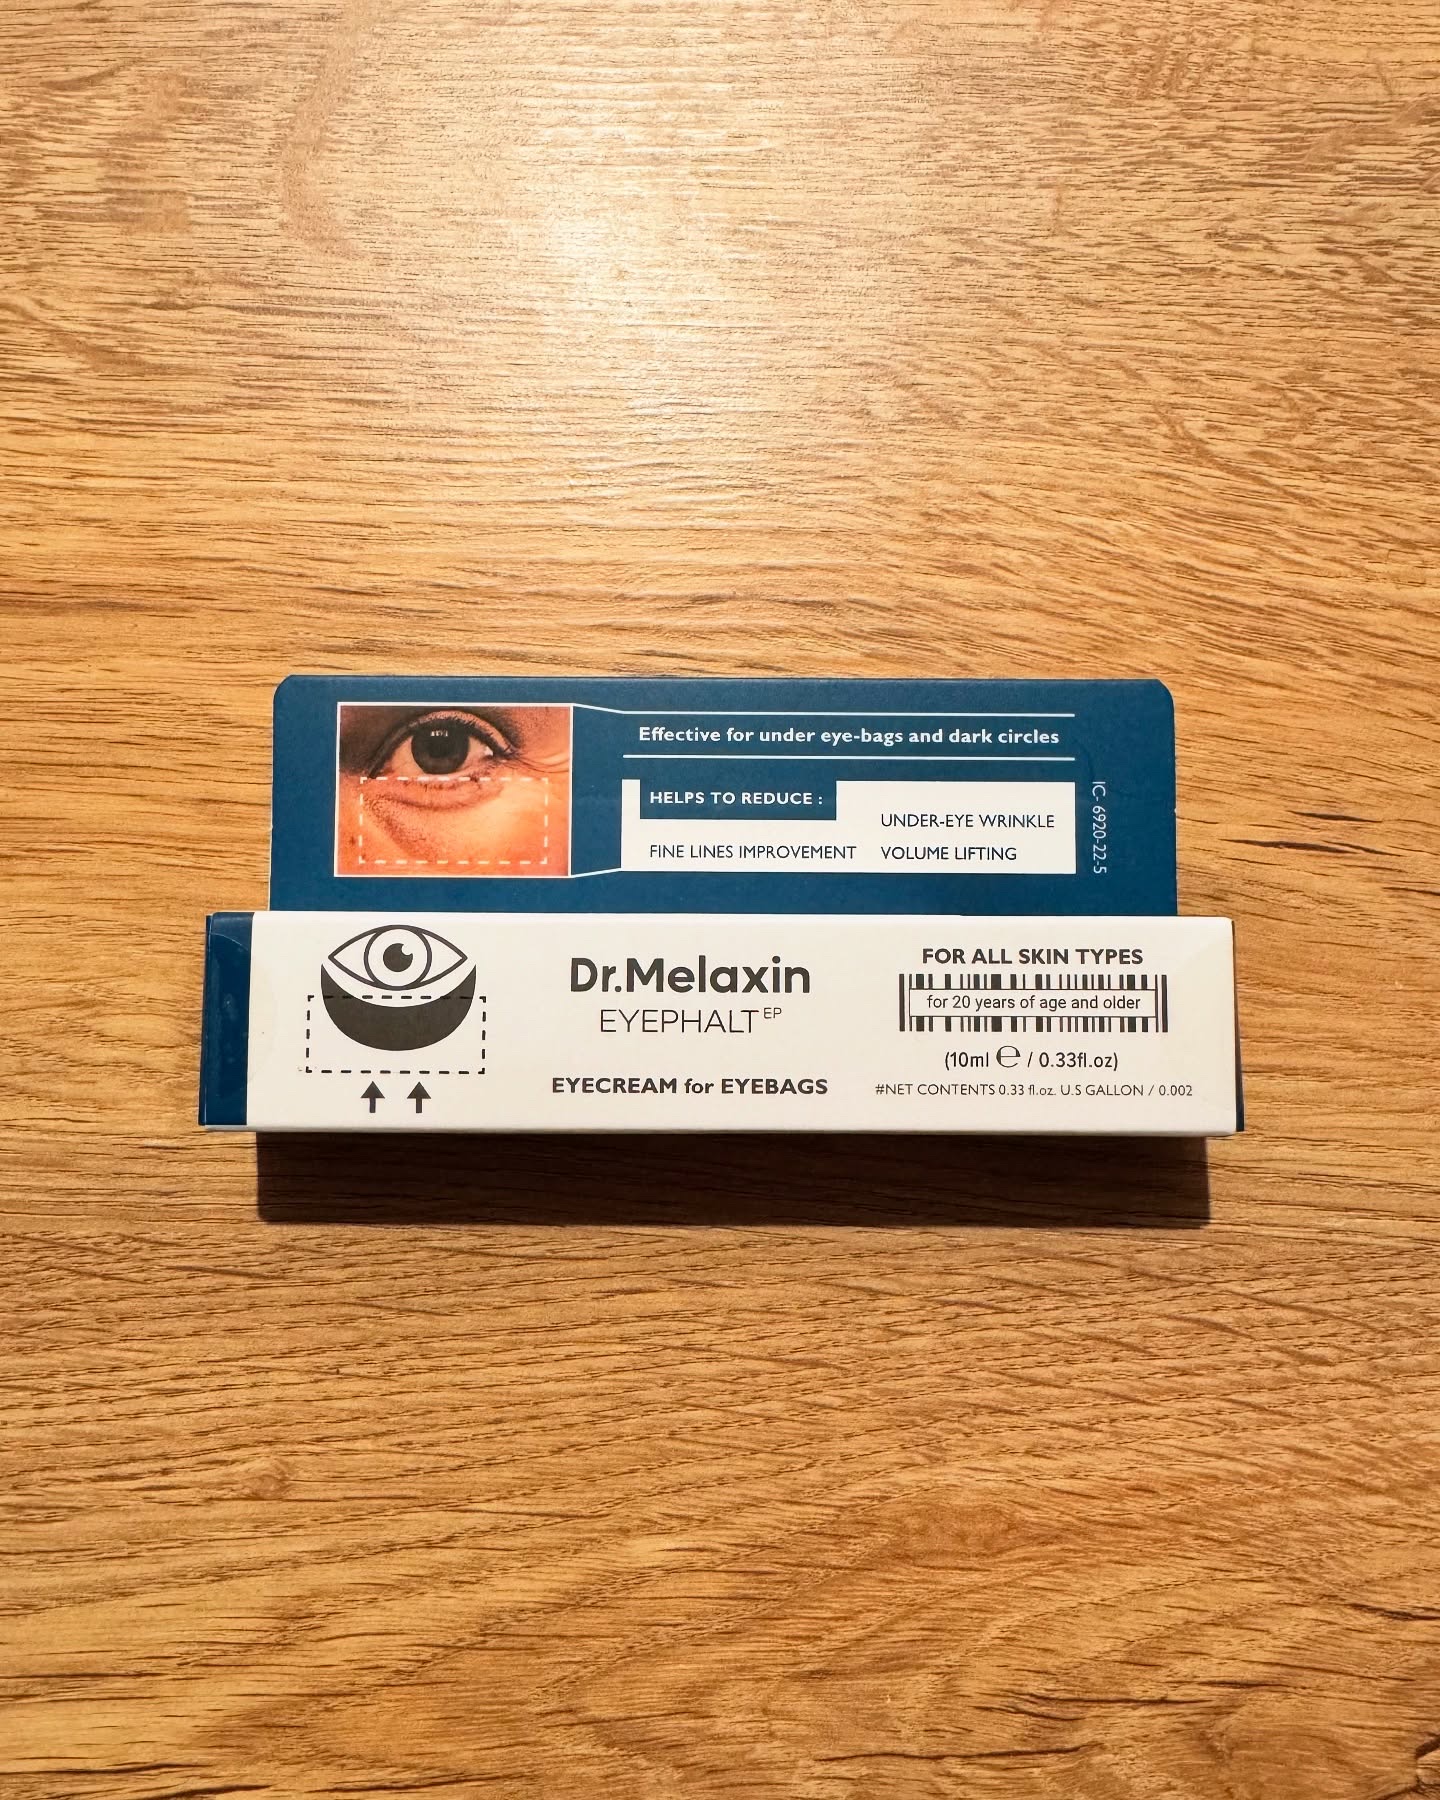 Effective for under eye-bags and dark circles
HELPS TO REDUCE :
UNDER-EYE WRINKLE
FINE LINES IMPROVEMENT
VOLUME LIFTING
IC- 6920-22-5
Dr.Melaxin
EYEPHALT EP
EYECREAM for EYEBAGS
FOR ALL SKIN TYPES
for 20 years of age and older
(10ml ℮ / 0.33fl.oz)
#NET CONTENTS 0.33 fl.oz. U.S GALLON / 0.002